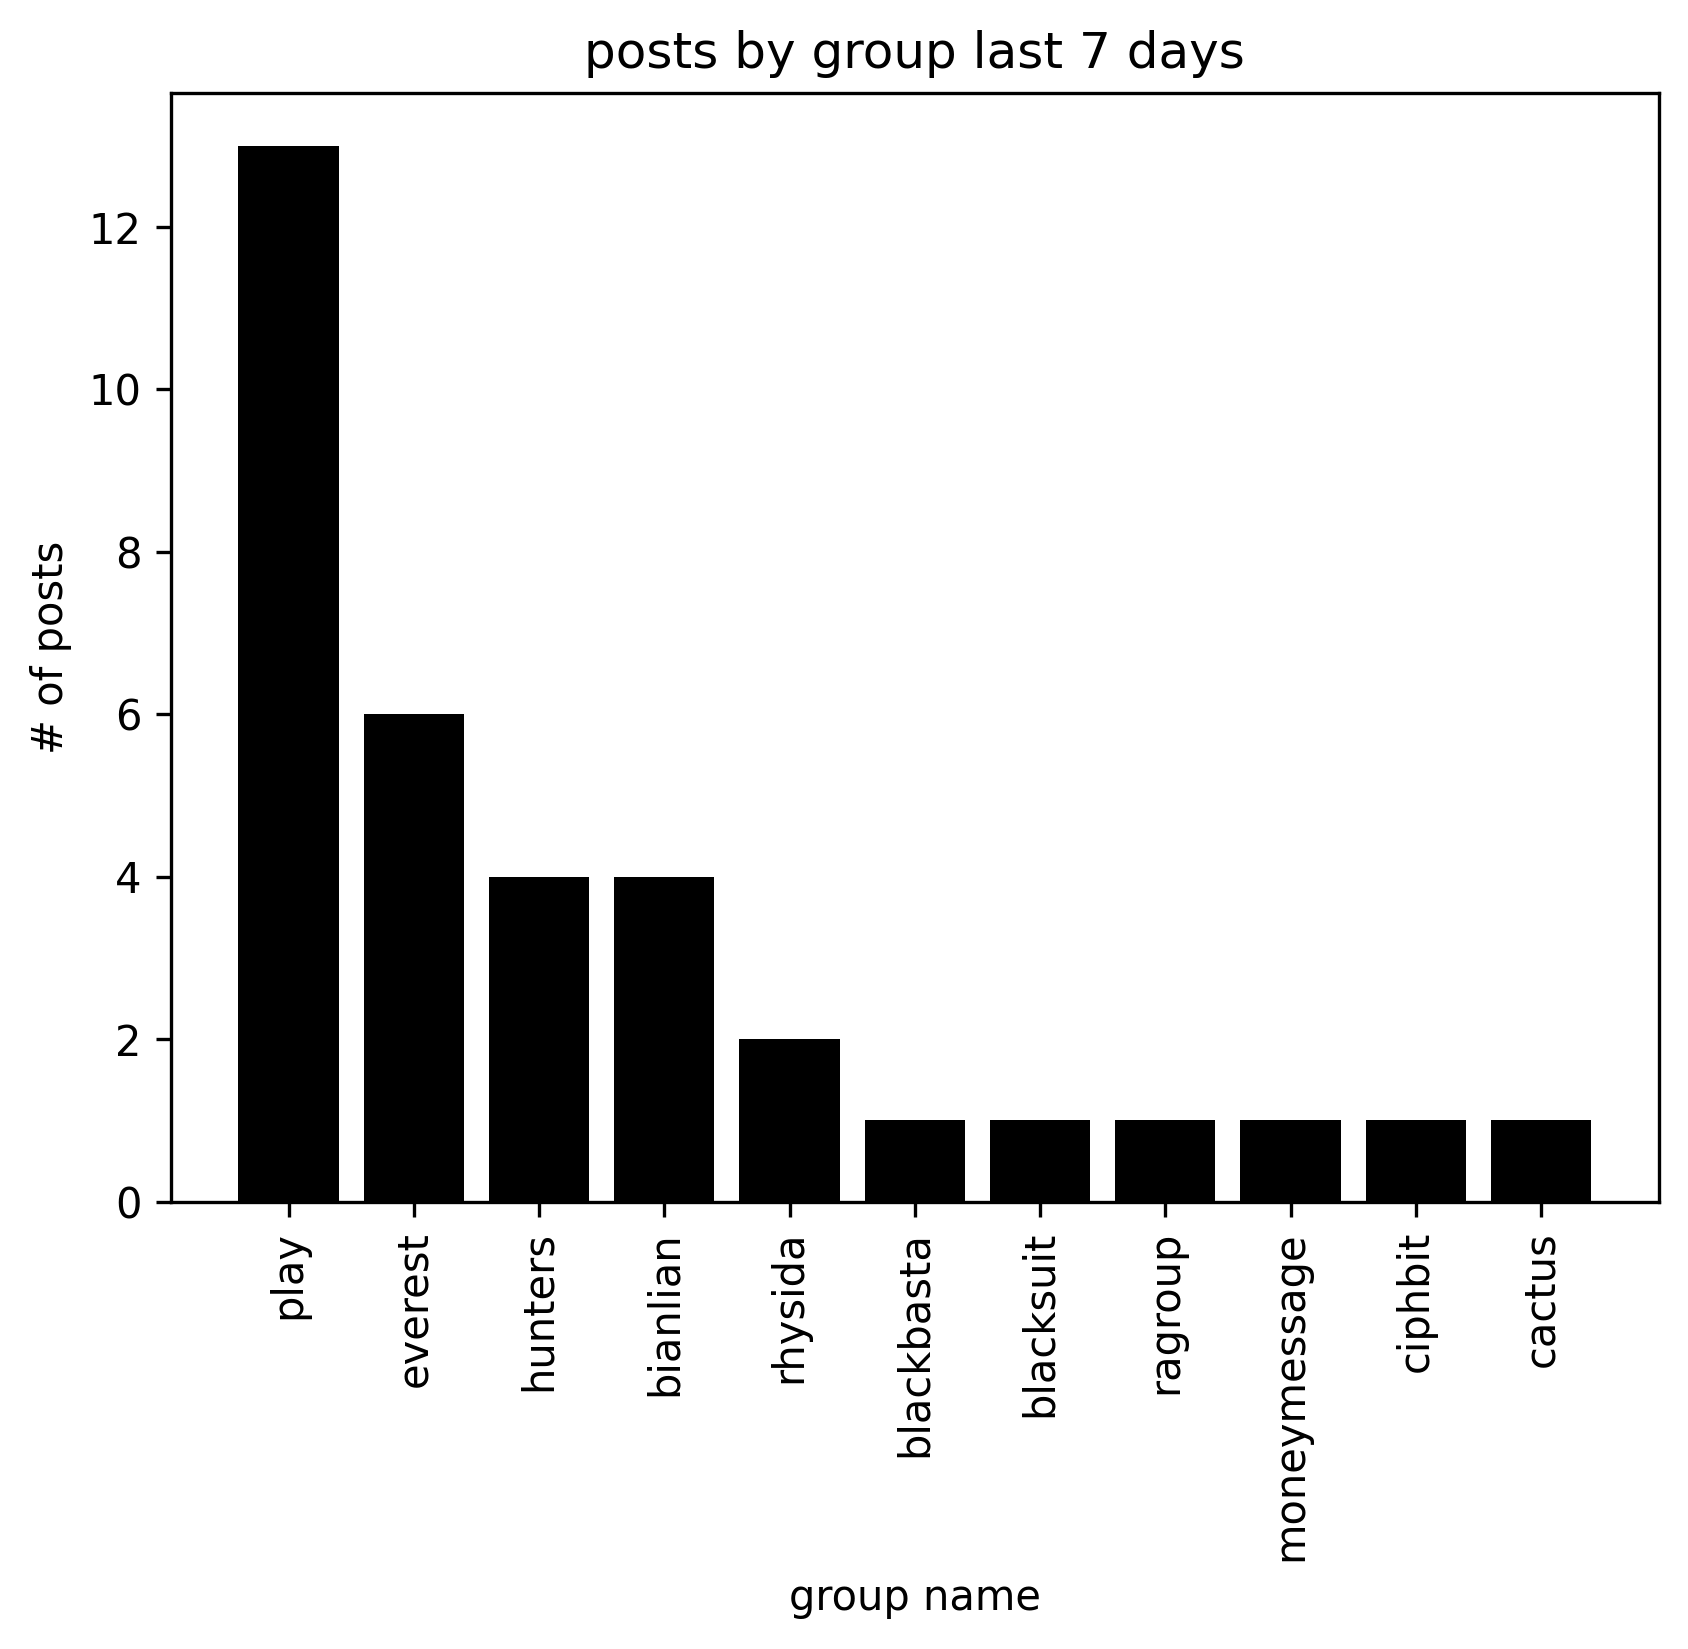 posts by group last 7 days
12
10
8
6
4
2
0
# of posts
play
everest
hunters
bianlian
rhysida
blackbasta
blacksuit
ragroup
moneymessage
ciphbit
cactus
group name